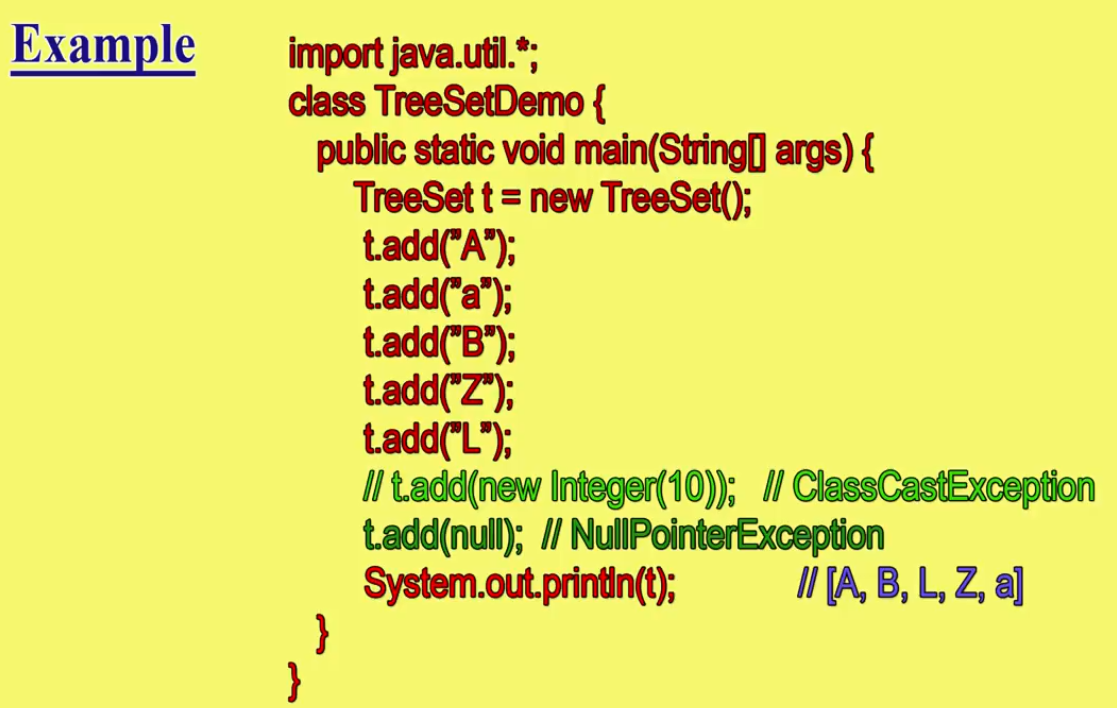 Example
import java.util.*;
class TreeSetDemo {
public static void main(String[] args) {
TreeSet t = new TreeSet();
t.add(”A”);
t.add(”a”);
t.add(”B”);
t.add(”Z”);
t.add(”L”);
// t.add(new Integer(10)); // ClassCastException
t.add(null); // NullPointerException
System.out.println(t); // [A, B, L, Z, a]
}
}